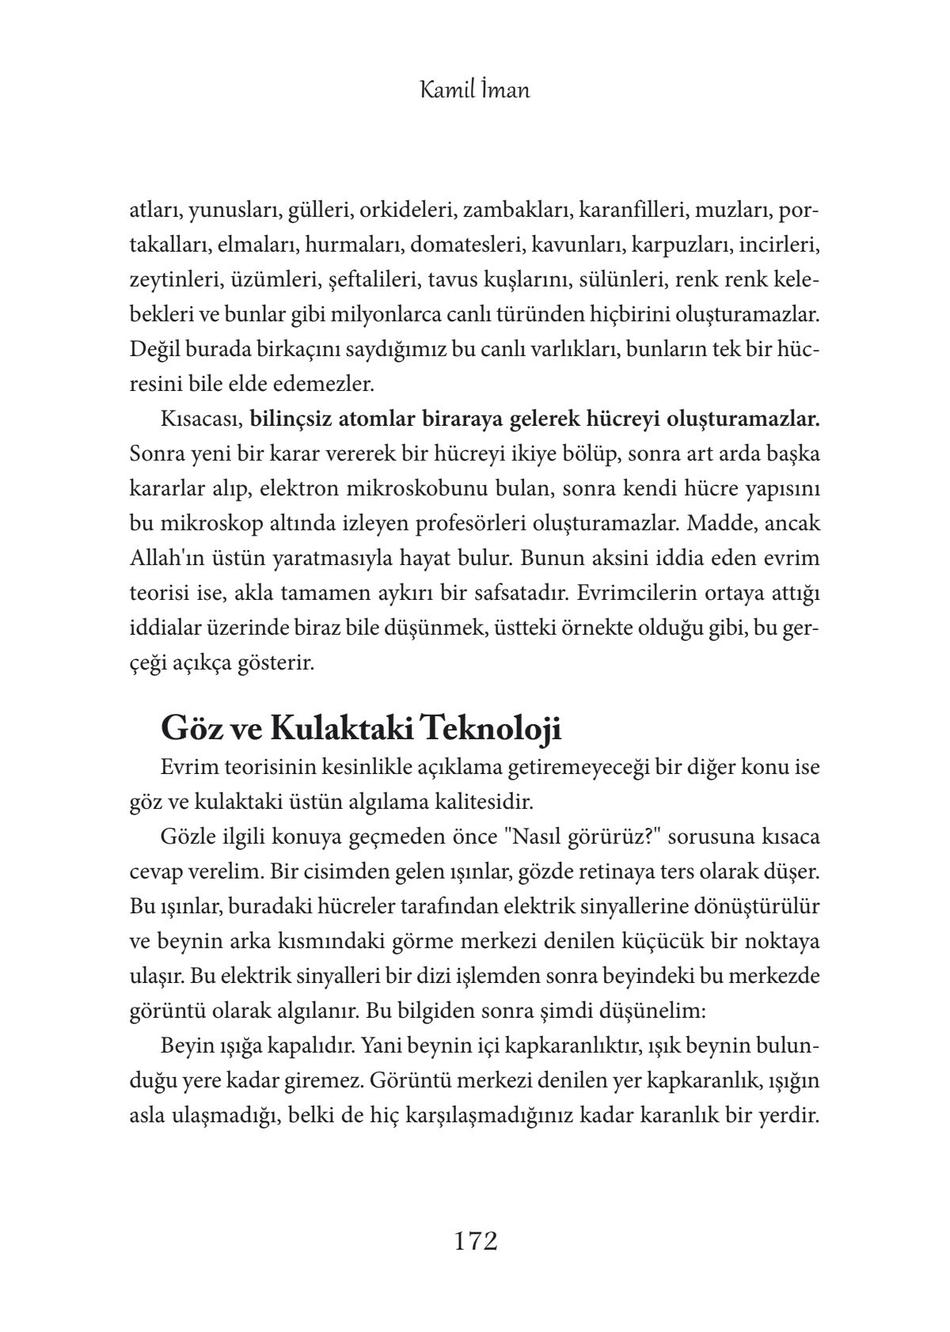 Kamil İman
atları, yunusları, gülleri, orkideleri, zambakları, karanfilleri, muzları, por-
takalları, elmaları, hurmaları, domatesleri, kavunları, karpuzları, incirleri,
zeytinleri, üzümleri, şeftalileri, tavus kuşlarını, sülünleri, renk renk kele-
bekleri ve bunlar gibi milyonlarca canlı türünden hiçbirini oluşturamazlar.
Değil burada birkaçını saydığımız bu canlı varlıkları, bunların tek bir hüc-
resini bile elde edemezler.
Kısacası, bilinçsiz atomlar biraraya gelerek hücreyi oluşturamazlar.
Sonra yeni bir karar vererek bir hücreyi ikiye bölüp, sonra art arda başka
kararlar alıp, elektron mikroskobunu bulan, sonra kendi hücre yapısını
bu mikroskop altında izleyen profesörleri oluşturamazlar. Madde, ancak
Allah'ın üstün yaratmasıyla hayat bulur. Bunun aksini iddia eden evrim
teorisi ise, akla tamamen aykırı bir safsatadır. Evrimcilerin ortaya attığı
iddialar üzerinde biraz bile düşünmek, üstteki örnekte olduğu gibi, bu ger-
çeği açıkça gösterir.
Göz ve Kulaktaki Teknoloji
Evrim teorisinin kesinlikle açıklama getiremeyeceği bir diğer konu ise
göz ve kulaktaki üstün algılama kalitesidir.
Gözle ilgili konuya geçmeden önce "Nasıl görürüz?" sorusuna kısaca
cevap verelim. Bir cisimden gelen ışınlar, gözde retinaya ters olarak düşer.
Bu ışınlar, buradaki hücreler tarafından elektrik sinyallerine dönüştürülür
ve beynin arka kısmındaki görme merkezi denilen küçücük bir noktaya
ulaşır. Bu elektrik sinyalleri bir dizi işlemden sonra beyindeki bu merkezde
görüntü olarak algılanır. Bu bilgiden sonra şimdi düşünelim:
Beyin ışığa kapalıdır. Yani beynin içi kapkaranlıktır, ışık beynin bulun-
duğu yere kadar giremez. Görüntü merkezi denilen yer kapkaranlık, ışığın
asla ulaşmadığı, belki de hiç karşılaşmadığınız kadar karanlık bir yerdir.
172